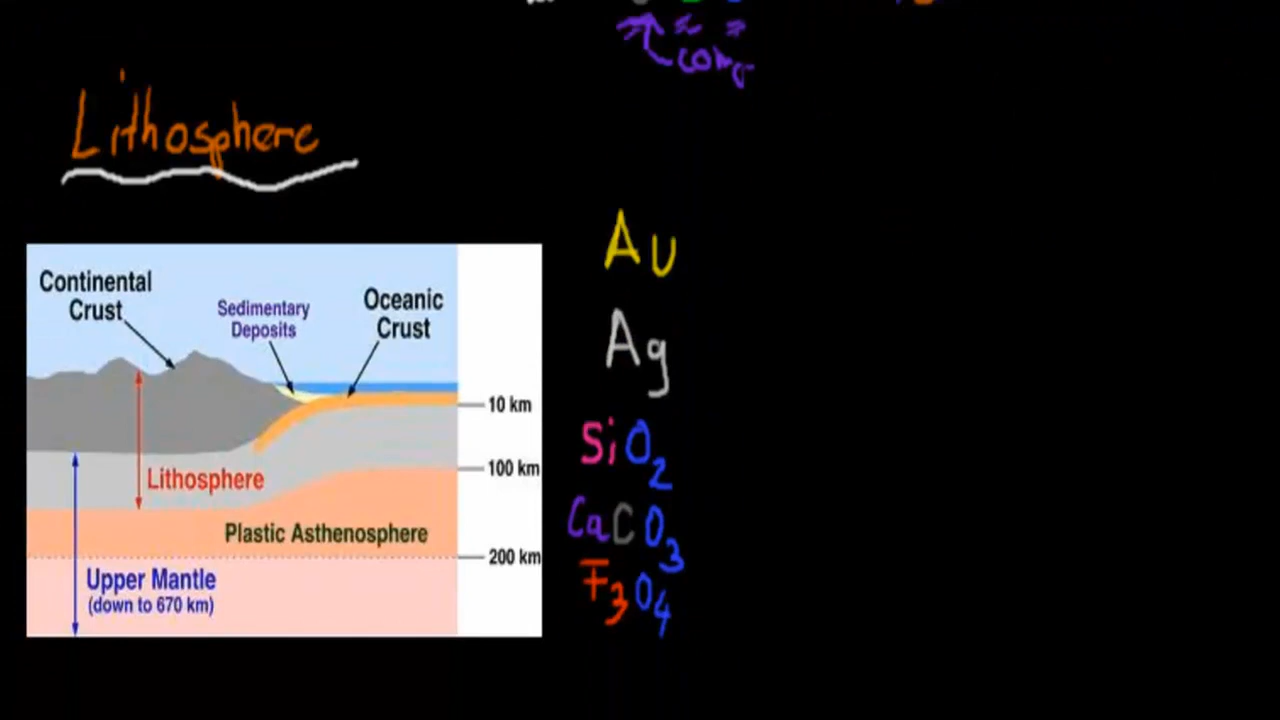 Lithosphere
Continental
Crust
Sedimentary
Deposits
Oceanic
Crust
10 km
Lithosphere
100 km
Plastic Asthenosphere
200 km
Upper Mantle
(down to 670 km)
Au
Ag
SiO2
CaCO3
F3O4